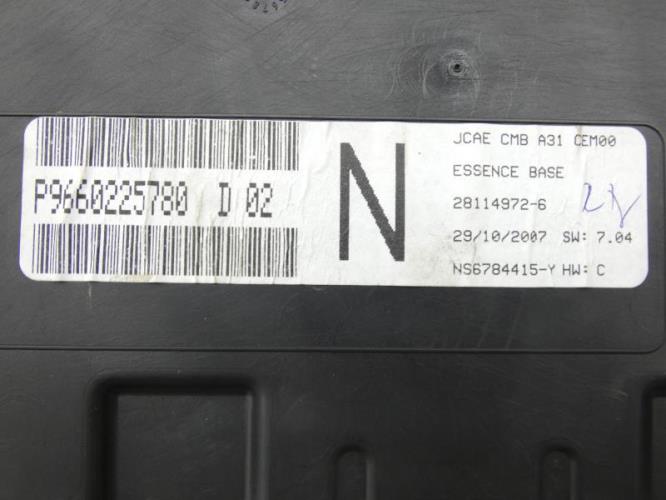 P9660225780 D 02
N
JCAE CMB A31 CEM00
ESSENCE BASE
28114972-6
29/10/2007 SW: 7.04
NS6784415-Y HW: C